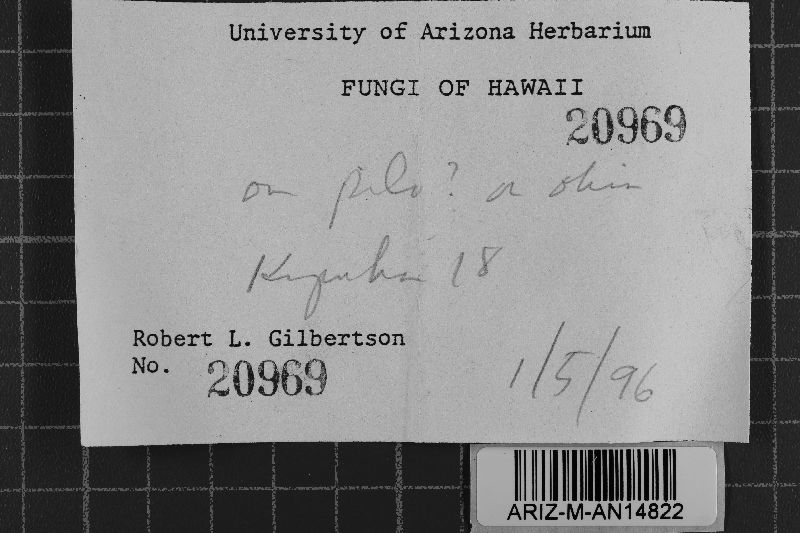 University of Arizona Herbarium
FUNGI OF HAWAII
20969
on pilo? or ohia
Kipuka 18
Robert L. Gilbertson
No. 20969
1/5/96
ARIZ-M-AN14822